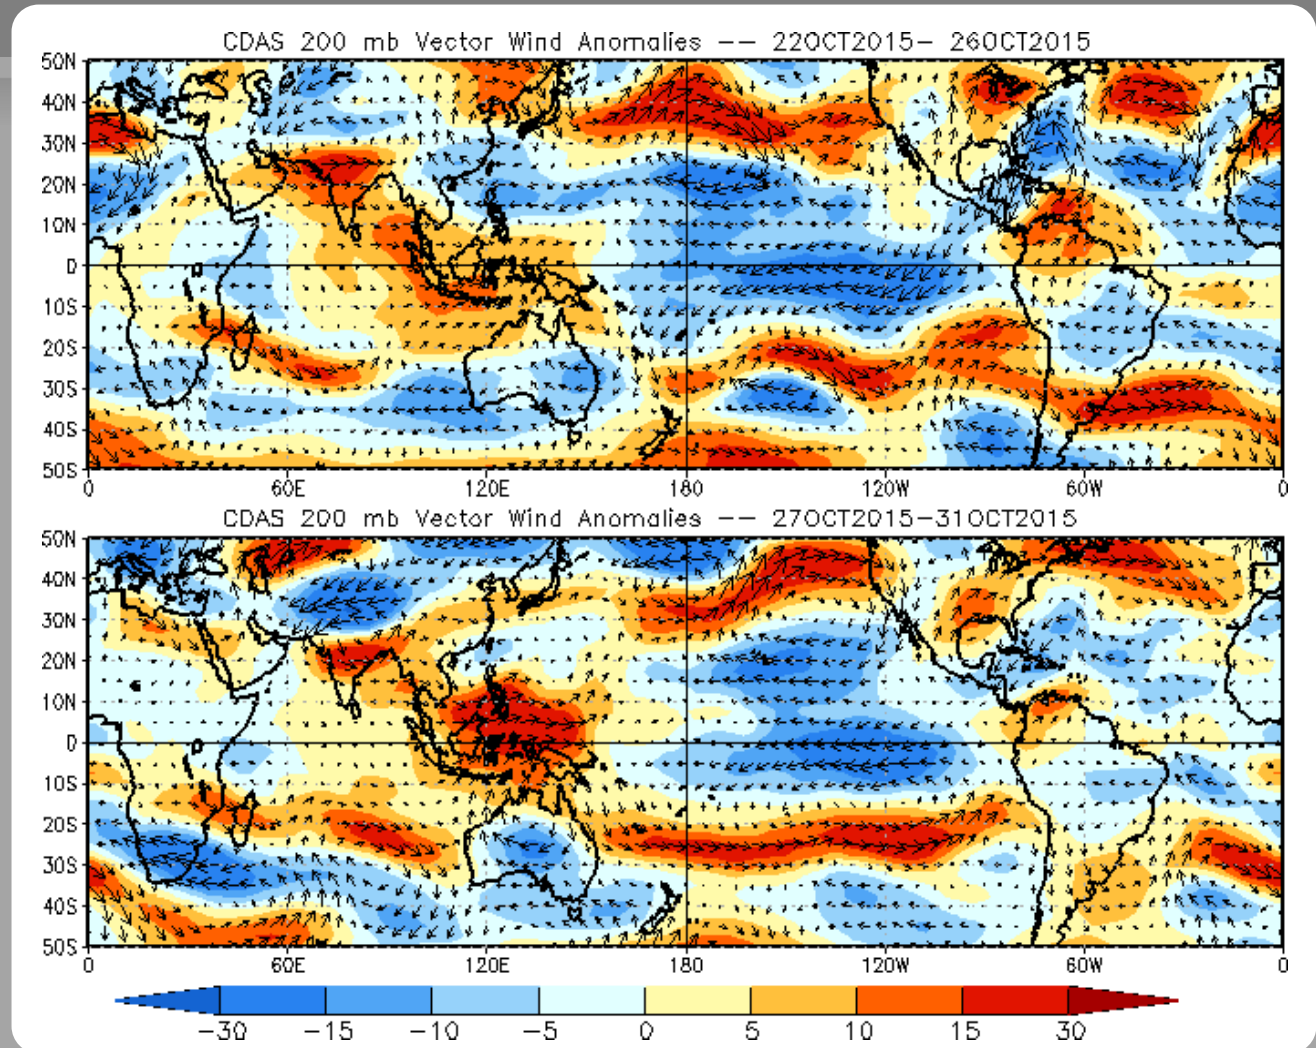 CDAS 200 mb Vector Wind Anomalies -- 22OCT2015- 26OCT2015
50N
40N
30N
20N
10N
0
10S
20S
30S
40S
50S
0 60E 120E 180 120W 60W 0
CDAS 200 mb Vector Wind Anomalies -- 27OCT2015-31OCT2015
50N
40N
30N
20N
10N
0
10S
20S
30S
40S
50S
0 60E 120E 180 120W 60W 0
-30 -15 -10 -5 0 5 10 15 30